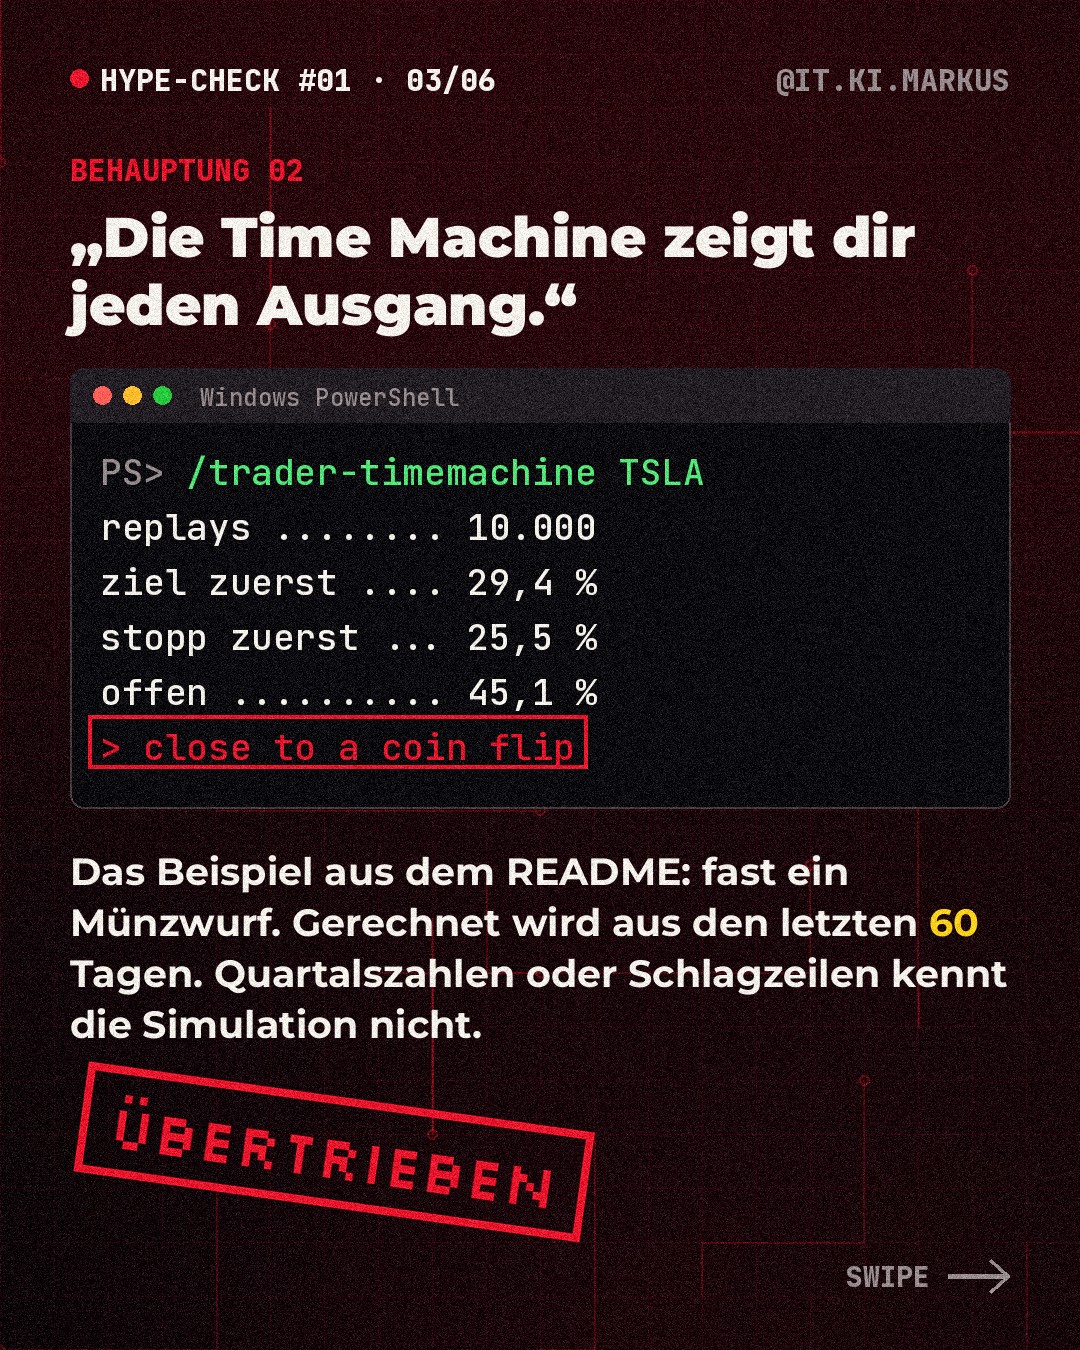 HYPE-CHECK #01 · 03/06
@IT.KI.MARKUS
BEHAUPTUNG 02
„Die Time Machine zeigt dir
jeden Ausgang.“
Windows PowerShell
PS> /trader-timemachine TSLA
replays ........ 10.000
ziel zuerst .... 29,4 %
stopp zuerst ... 25,5 %
offen .......... 45,1 %
> close to a coin flip
Das Beispiel aus dem README: fast ein
Münzwurf. Gerechnet wird aus den letzten 60
Tagen. Quartalszahlen oder Schlagzeilen kennt
die Simulation nicht.
ÜBERTRIEBEN
SWIPE